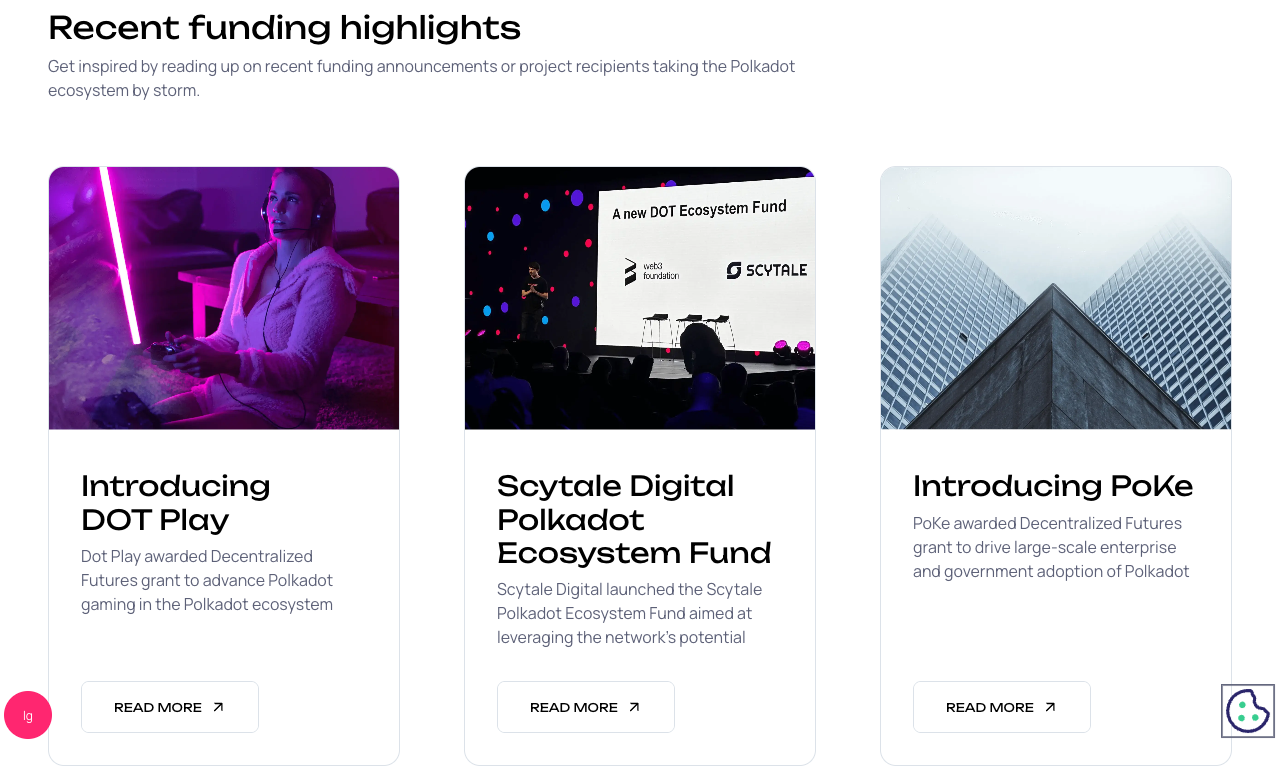 Recent funding highlights
Get inspired by reading up on recent funding announcements or project recipients taking the Polkadot
ecosystem by storm.
A new DOT Ecosystem Fund
web3
foundation
SCYTALE
Introducing
DOT Play
Dot Play awarded Decentralized
Futures grant to advance Polkadot
gaming in the Polkadot ecosystem
READ MORE
Scytale Digital
Polkadot
Ecosystem Fund
Scytale Digital launched the Scytale
Polkadot Ecosystem Fund aimed at
leveraging the network's potential
READ MORE
Introducing PoKe
PoKe awarded Decentralized Futures
grant to drive large-scale enterprise
and government adoption of Polkadot
READ MORE
lg